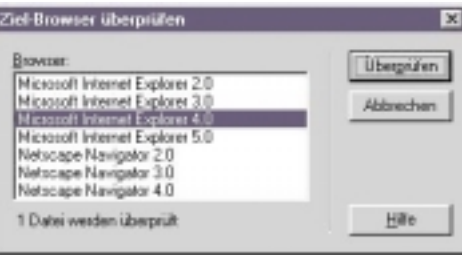 Ziel-Browser überprüfen
Browser:
Microsoft Internet Explorer 2.0
Microsoft Internet Explorer 3.0
Microsoft Internet Explorer 4.0
Microsoft Internet Explorer 5.0
Netscape Navigator 2.0
Netscape Navigator 3.0
Netscape Navigator 4.0
1 Datei werden überprüft
Überprüfen
Abbrechen
Hilfe